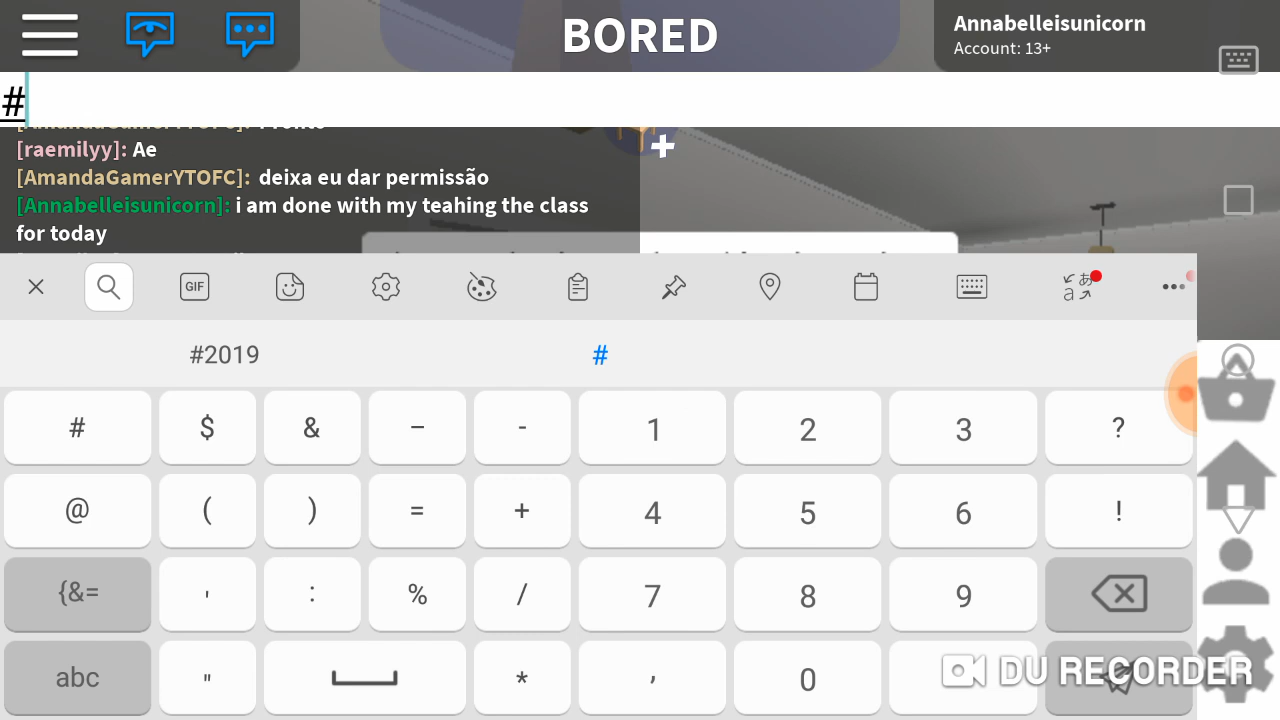 BORED
Annabelleisunicorn
Account: 13+
#
[raemilyy]: Ae
[AmandaGamerYTOFC]: deixa eu dar permissão
[Annabelleisunicorn]: i am done with my teahing the class
for today
GIF
#2019 #
# $ & – - 1 2 3 ?
@ ( ) = + 4 5 6 !
{&= ' : % / 7 8 9
abc " * , 0
DU RECORDER